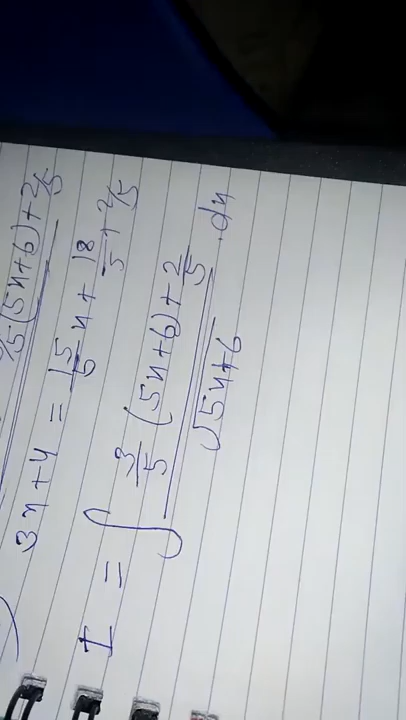 5(5x+6)+2/5
3x+4 = 15/5 x + 18/5 + 2/5
I = ∫ 3/5 (5x+6) + 2/5 / √5x+6 . dx